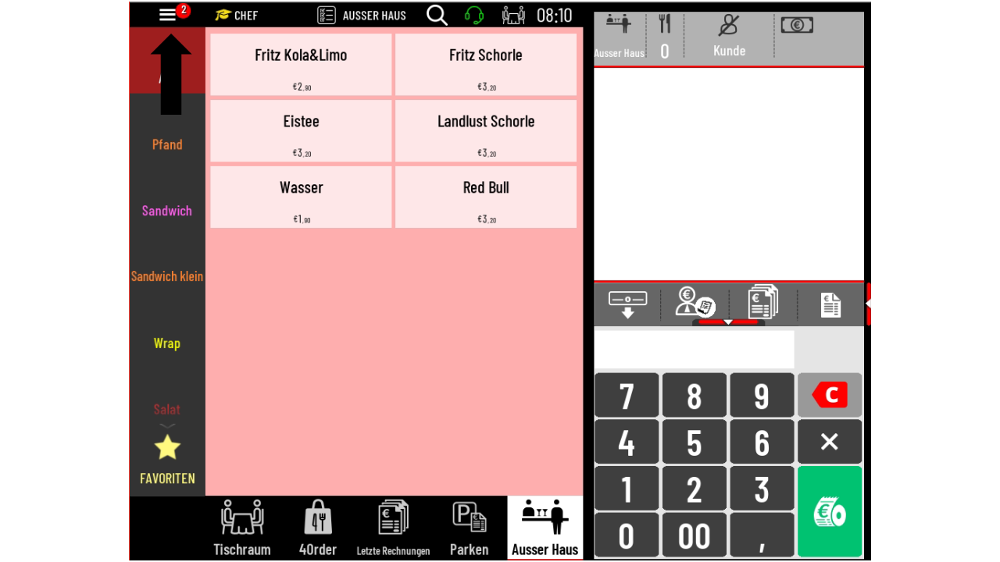 2
CHEF
AUSSER HAUS
08:10
Fritz Kola&Limo
€2,90
Fritz Schorle
€3,20
Eistee
€3,20
Landlust Schorle
€3,20
Wasser
€1,90
Red Bull
€3,20
Pfand
Sandwich
Sandwich klein
Wrap
Salat
FAVORITEN
Tischraum
4Order
Letzte Rechnungen
Parken
Ausser Haus
Ausser Haus
0
Kunde
7
8
9
C
4
5
6
×
1
2
3
0
00
,